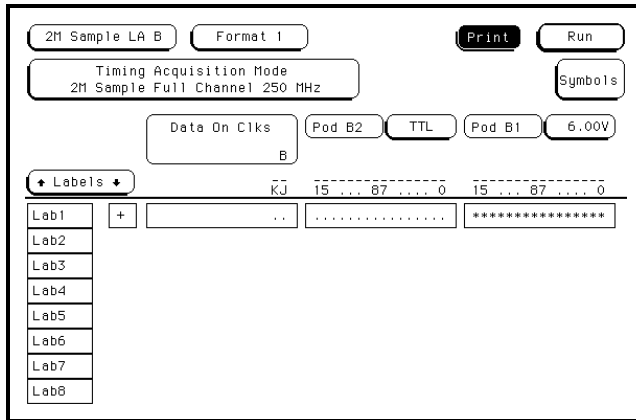 2M Sample LA B Format 1 Print Run
Timing Acquisition Mode
2M Sample Full Channel 250 MHz
Symbols
Data On Clks Pod B2 TTL Pod B1 6.00V
B
↑ Labels ↓
KJ 15 ... 87 .... 0 15 ... 87 .... 0
Lab1 + .. ................ ****************
Lab2
Lab3
Lab4
Lab5
Lab6
Lab7
Lab8